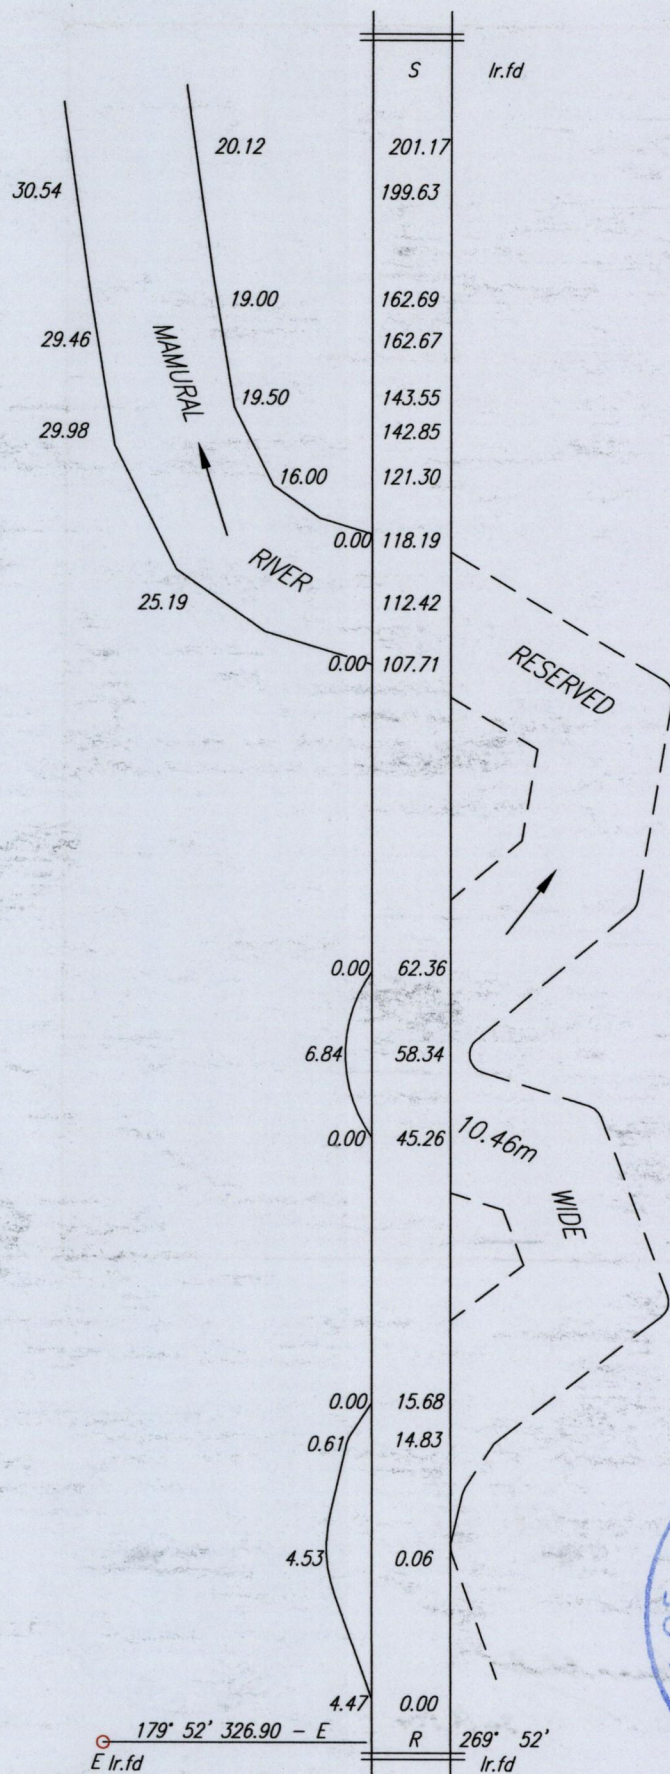 S Ir.fd
20.12 201.17
30.54 199.63
19.00 162.69
29.46 162.67
MAMURAL
19.50 143.55
29.98 142.85
16.00 121.30
0.00 118.19
RIVER
25.19 112.42
0.00 107.71
RESERVED
0.00 62.36
6.84 58.34
0.00 45.26 10.46m
WIDE
0.00 15.68
0.61 14.83
4.53 0.06
4.47 0.00
179° 52' 326.90 - E R 269° 52'
E Ir.fd Ir.fd